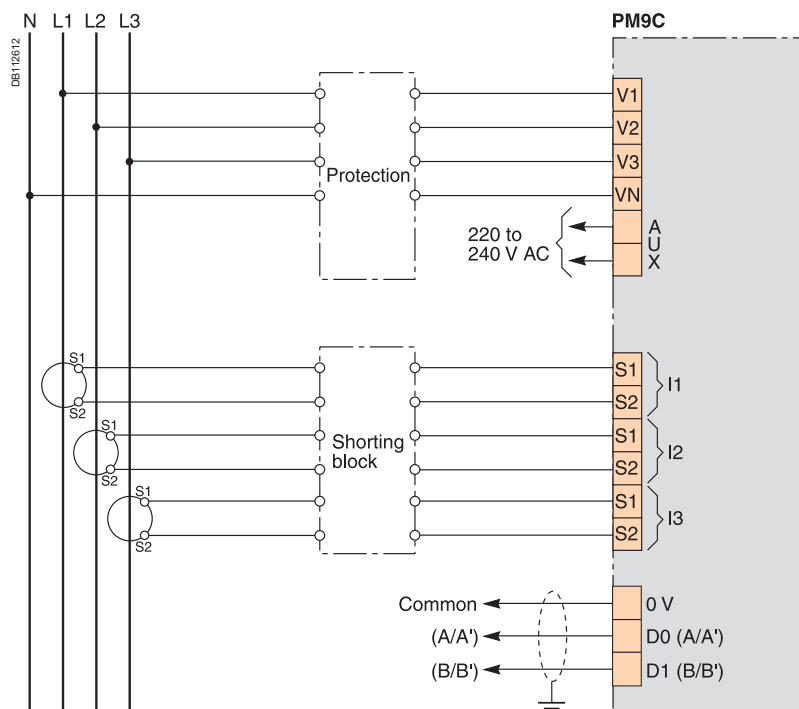 N L1 L2 L3
PM9C
DB112612
V1
V2
V3
VN
Protection
220 to
240 V AC
A
U
X
S1
S2
S1
S2
S1
S2
Shorting
block
S1
S2
I1
S1
S2
I2
S1
S2
I3
Common
0 V
(A/A')
D0 (A/A')
(B/B')
D1 (B/B')